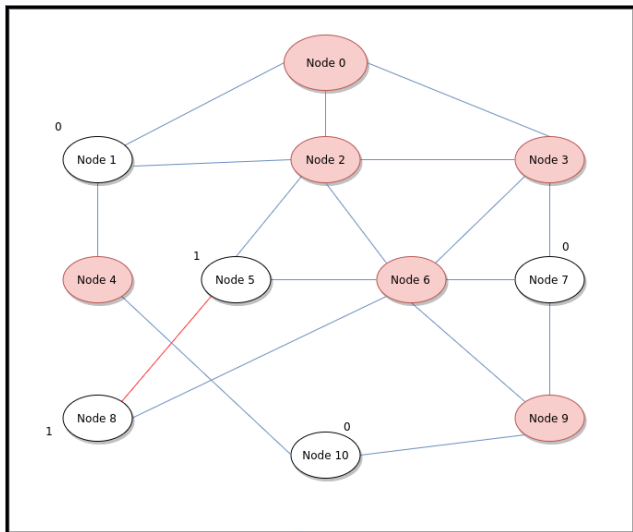 Node 0
0
Node 1
Node 2
Node 3
1
0
Node 4
Node 5
Node 6
Node 7
Node 8
Node 9
1
0
Node 10